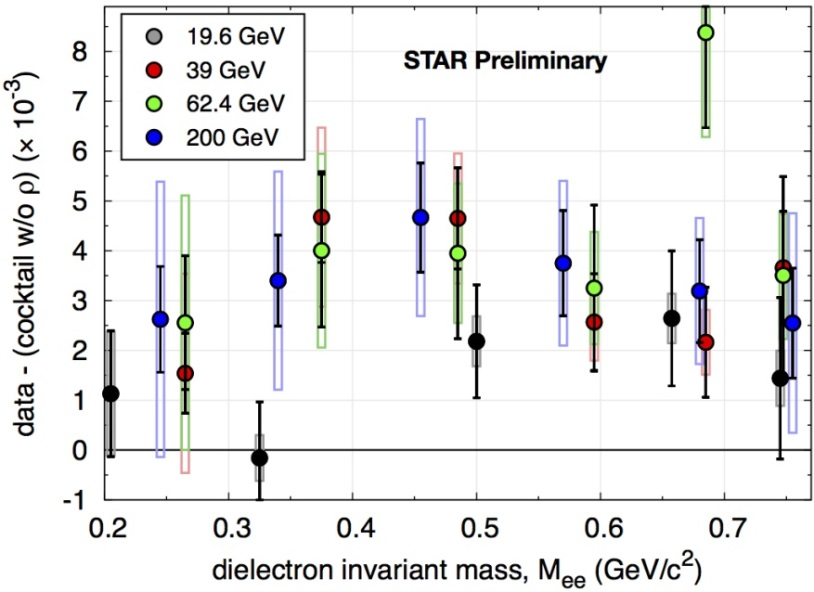 19.6 GeV
39 GeV
62.4 GeV
200 GeV
STAR Preliminary
data - (cocktail w/o ρ) (× 10⁻³)
8
7
6
5
4
3
2
1
0
-1
0.2 0.3 0.4 0.5 0.6 0.7
dielectron invariant mass, Mₑₑ (GeV/c²)